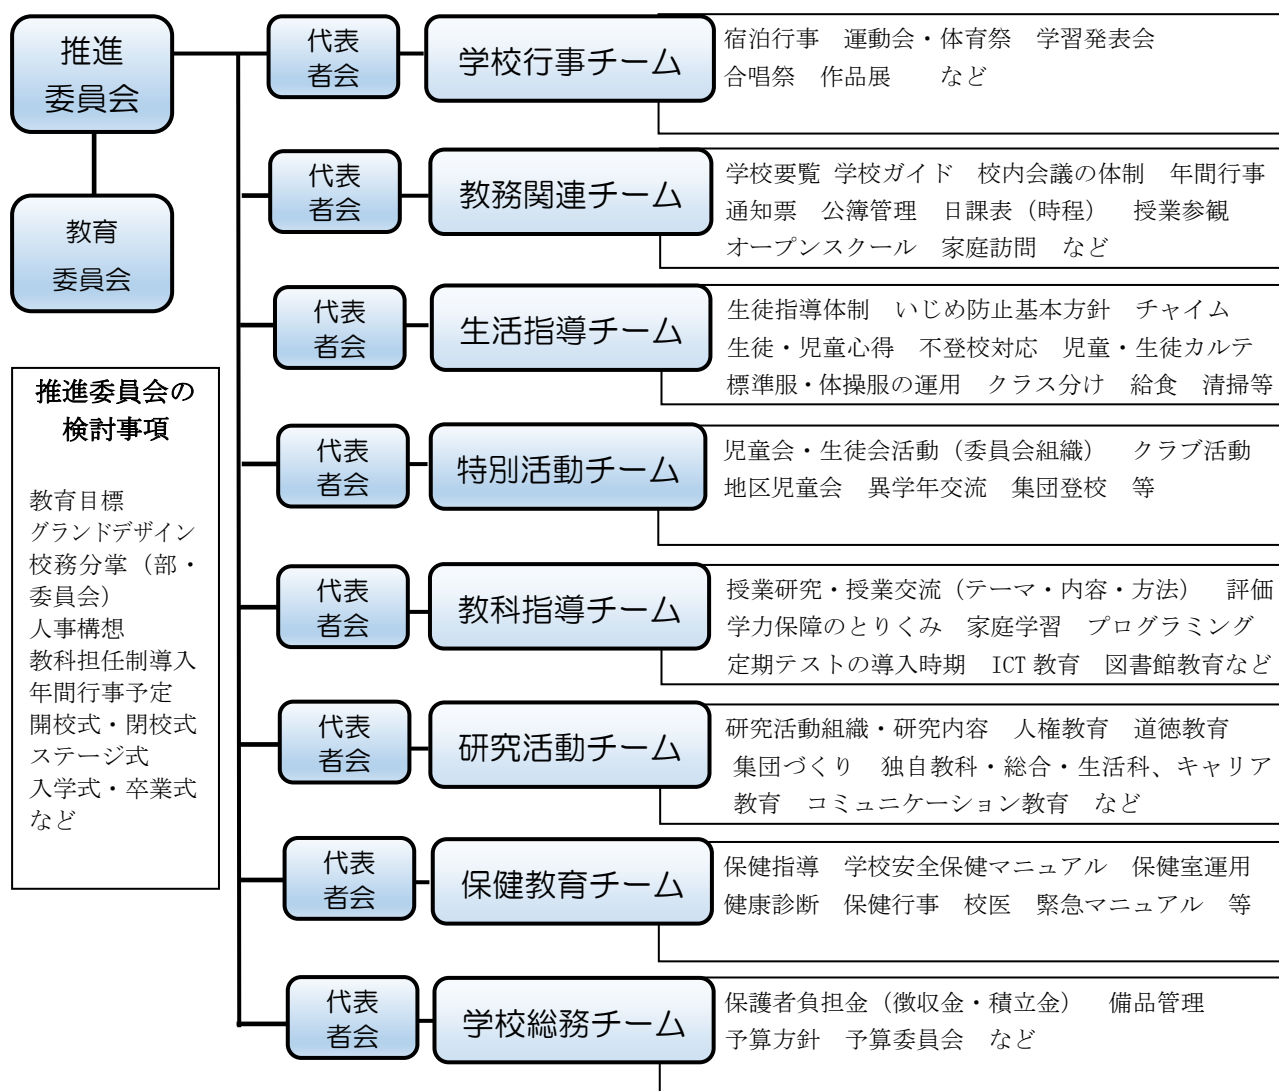 推進
委員会
教育
委員会
推進委員会の
検討事項
教育目標
グランドデザイン
校務分掌（部・
委員会）
人事構想
教科担任制導入
年間行事予定
開校式・閉校式
ステージ式
入学式・卒業式
など
代表
者会
学校行事チーム
宿泊行事　運動会・体育祭　学習発表会
合唱祭　作品展　　など
代表
者会
教務関連チーム
学校要覧 学校ガイド　校内会議の体制　年間行事
通知票　公簿管理　日課表（時程）　授業参観
オープンスクール　家庭訪問　など
代表
者会
生活指導チーム
生徒指導体制　いじめ防止基本方針　チャイム
生徒・児童心得　不登校対応　児童・生徒カルテ
標準服・体操服の運用　クラス分け　給食　清掃等
代表
者会
特別活動チーム
児童会・生徒会活動（委員会組織）　クラブ活動
地区児童会　異学年交流　集団登校　等
代表
者会
教科指導チーム
授業研究・授業交流（テーマ・内容・方法）　評価
学力保障のとりくみ　家庭学習　プログラミング
定期テストの導入時期　ICT 教育　図書館教育など
代表
者会
研究活動チーム
研究活動組織・研究内容　人権教育　道徳教育
集団づくり　独自教科・総合・生活科、キャリア
教育　コミュニケーション教育　など
代表
者会
保健教育チーム
保健指導　学校安全保健マニュアル　保健室運用
健康診断　保健行事　校医　緊急マニュアル　等
代表
者会
学校総務チーム
保護者負担金（徴収金・積立金）　備品管理
予算方針　予算委員会　など